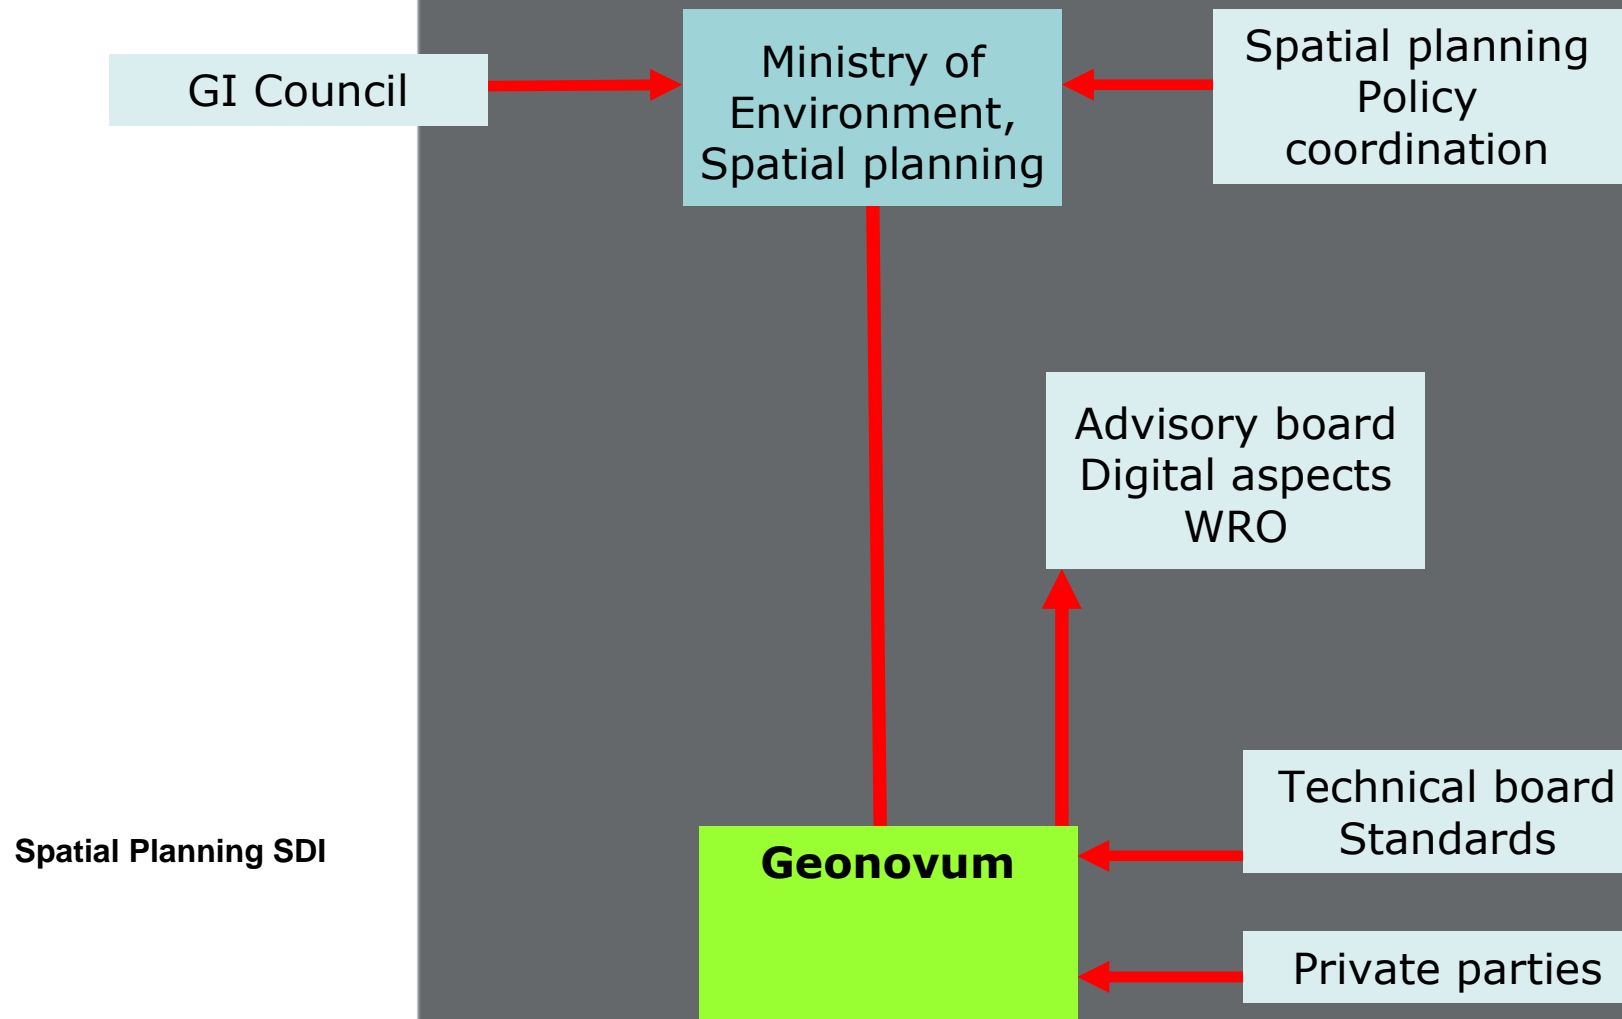 GI Council
Ministry of
Environment,
Spatial planning
Spatial planning
Policy
coordination
Advisory board
Digital aspects
WRO
Technical board
Standards
Spatial Planning SDI
Geonovum
Private parties